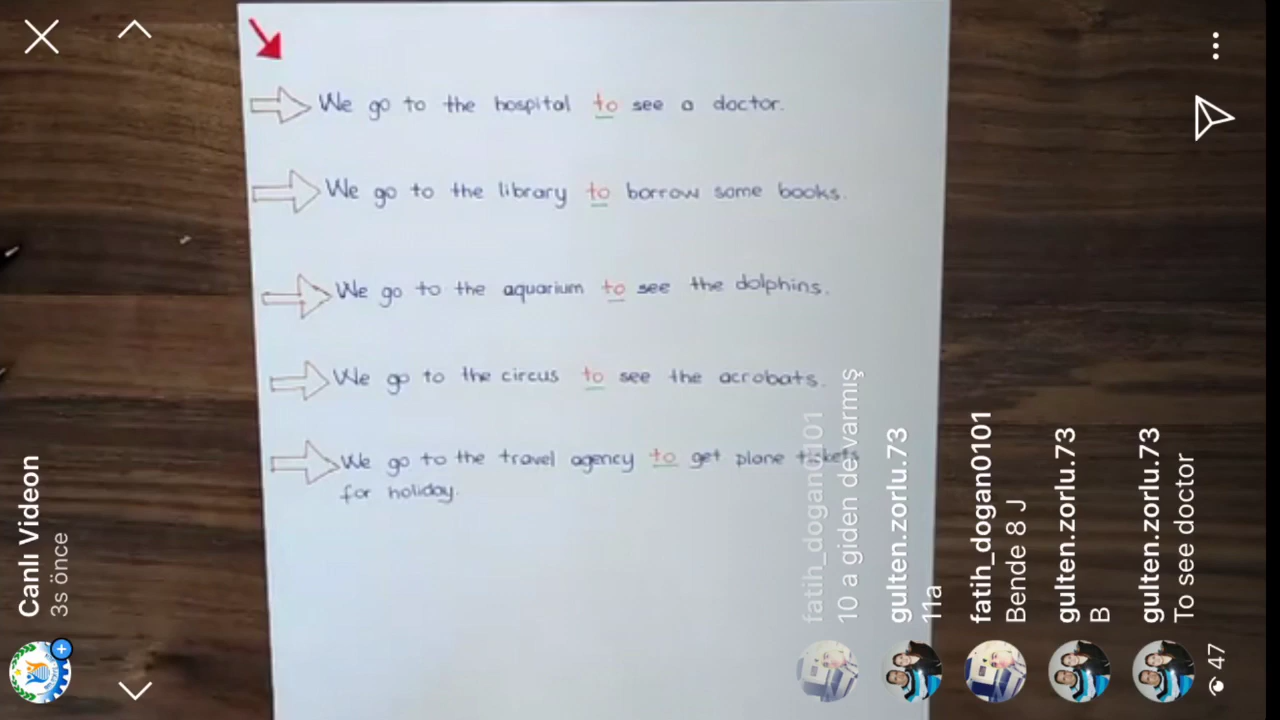 We go to the hospital to see a doctor.
We go to the library to borrow some books.
We go to the aquarium to see the dolphins.
We go to the circus to see the acrobats.
We go to the travel agency to get plane tickets
for holiday.
Canlı Videon
3s önce
fatih_dogan0101
10 a giden de varmış
gulten.zorlu.73
11a
fatih_dogan0101
Bende 8 J
gulten.zorlu.73
B
gulten.zorlu.73
To see doctor
47